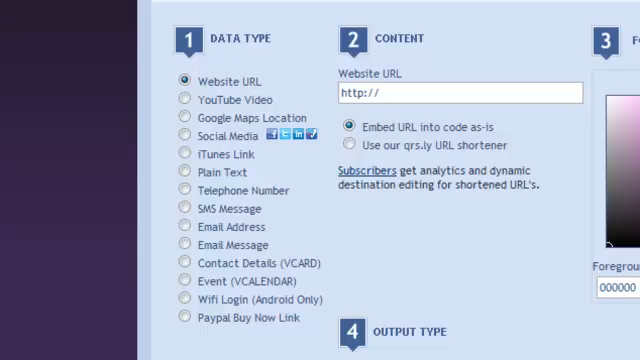 1 DATA TYPE
Website URL
YouTube Video
Google Maps Location
Social Media
iTunes Link
Plain Text
Telephone Number
SMS Message
Email Address
Email Message
Contact Details (VCARD)
Event (VCALENDAR)
Wifi Login (Android Only)
Paypal Buy Now Link
2 CONTENT
Website URL
http://
Embed URL into code as-is
Use our qrs.ly URL shortener
Subscribers get analytics and dynamic
destination editing for shortened URL's.
4 OUTPUT TYPE
3 F
Foregroun
000000